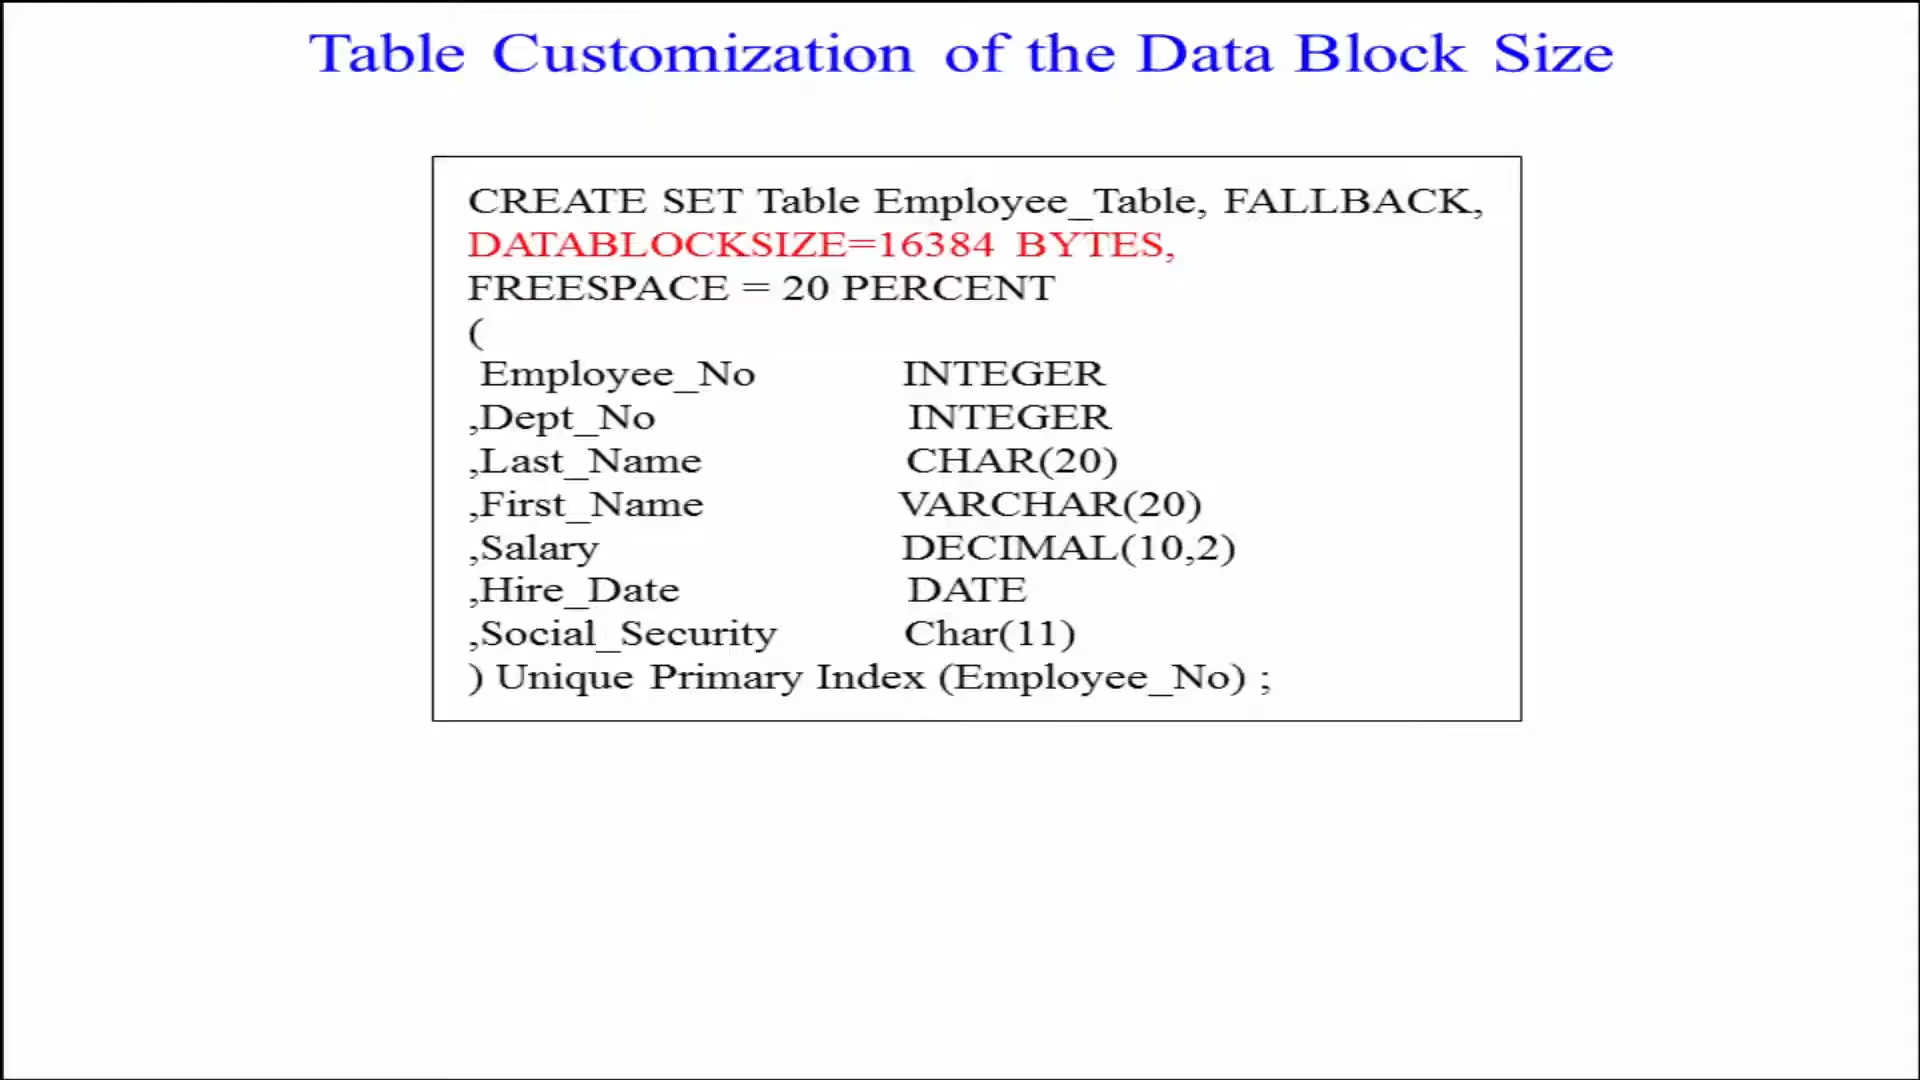 Table Customization of the Data Block Size
CREATE SET Table Employee_Table, FALLBACK,
DATABLOCKSIZE=16384 BYTES,
FREESPACE = 20 PERCENT
(
Employee_No INTEGER
,Dept_No INTEGER
,Last_Name CHAR(20)
,First_Name VARCHAR(20)
,Salary DECIMAL(10,2)
,Hire_Date DATE
,Social_Security Char(11)
) Unique Primary Index (Employee_No) ;